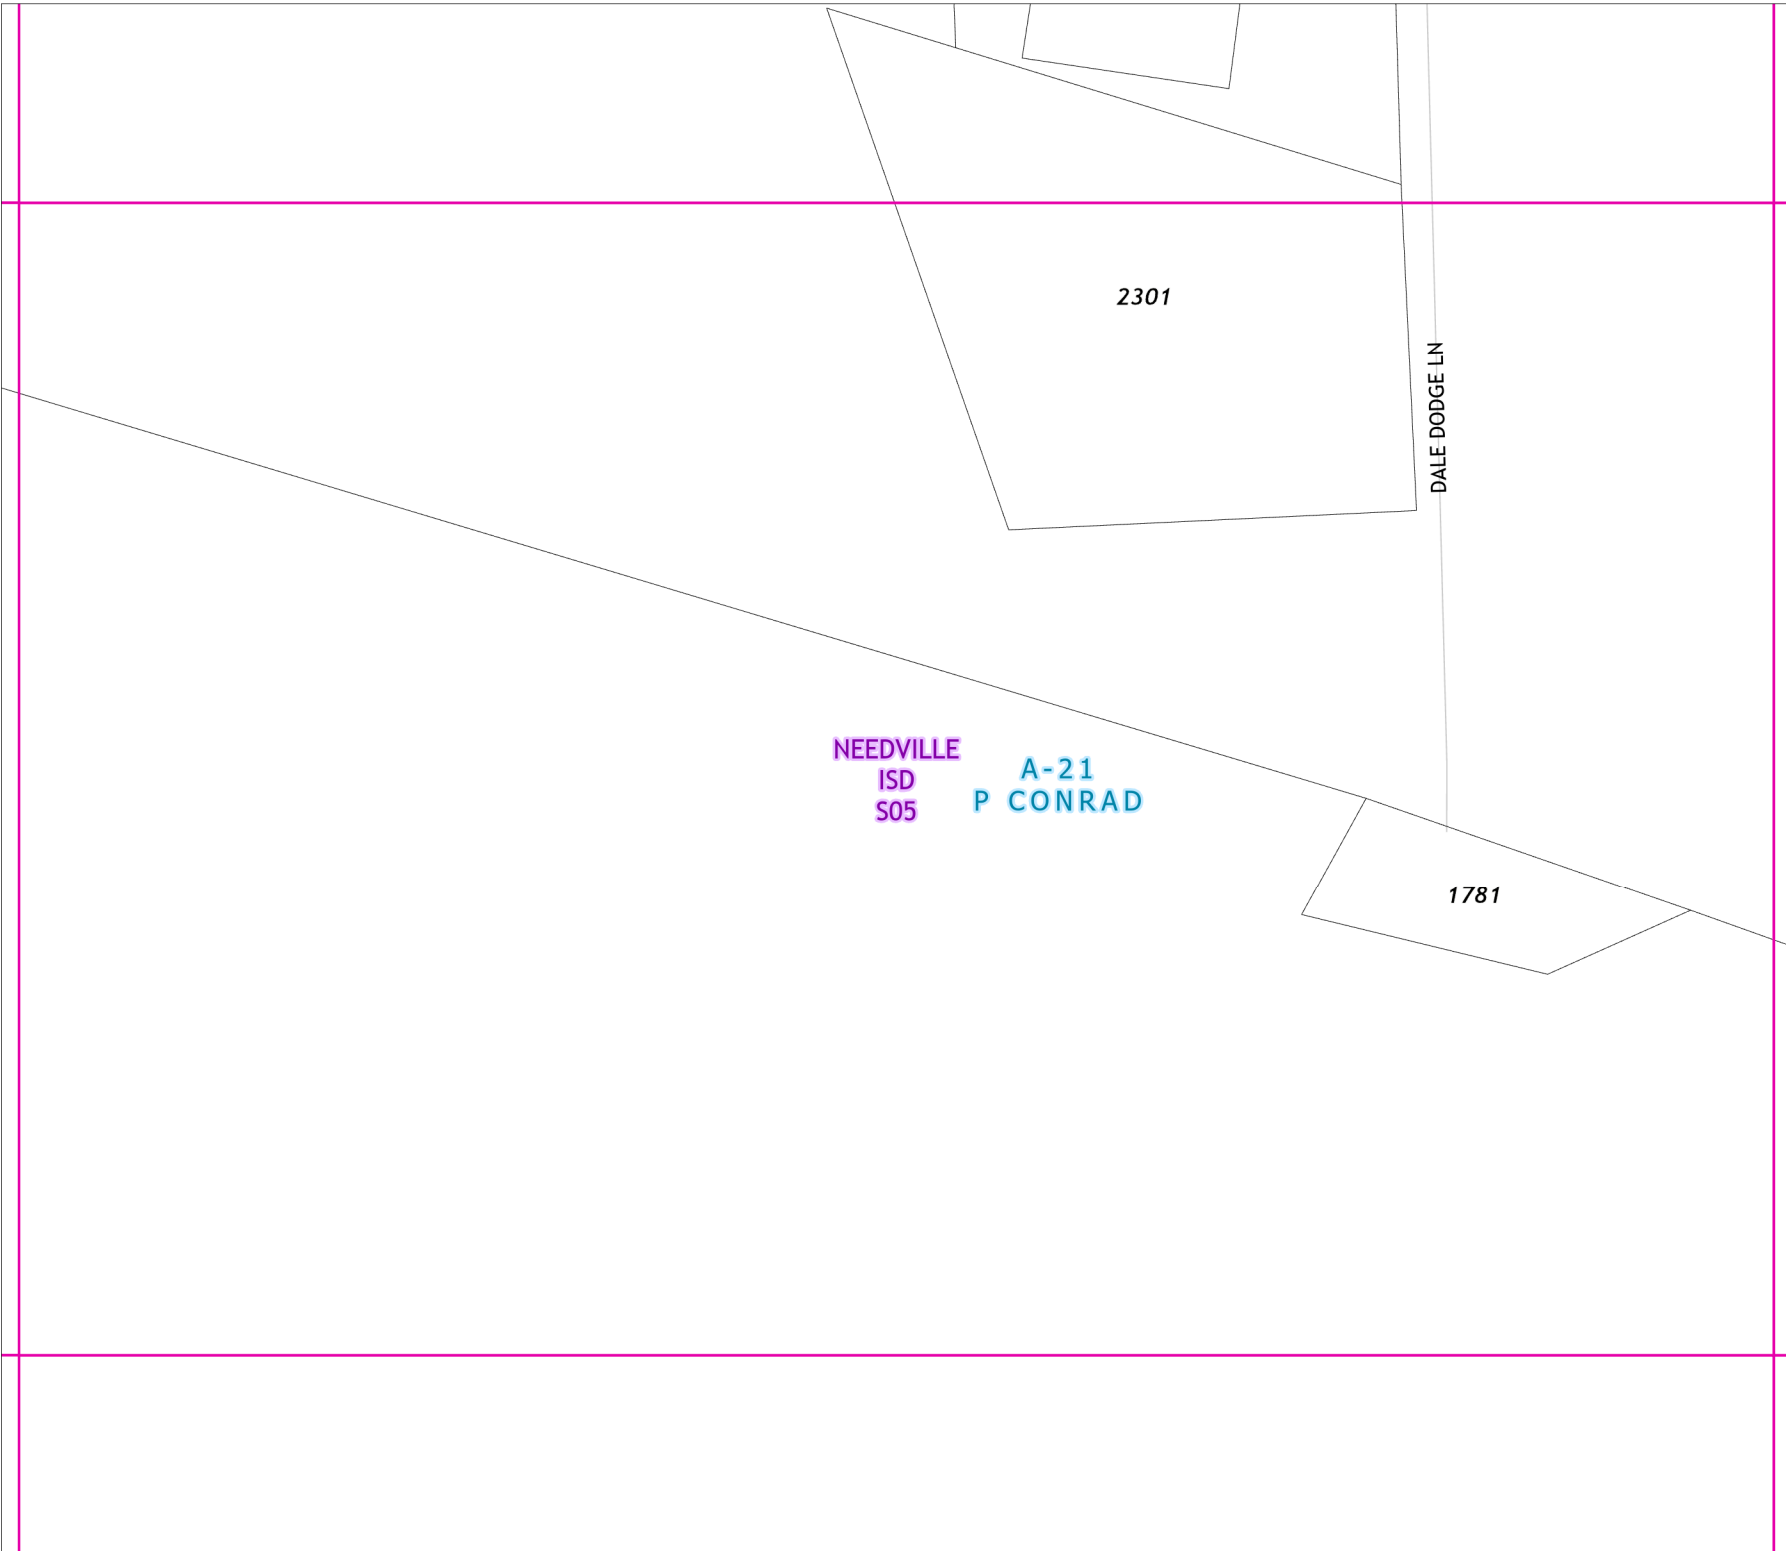 2301
DALE DODGE LN
NEEDVILLE
ISD
S05
A-21
P CONRAD
1781